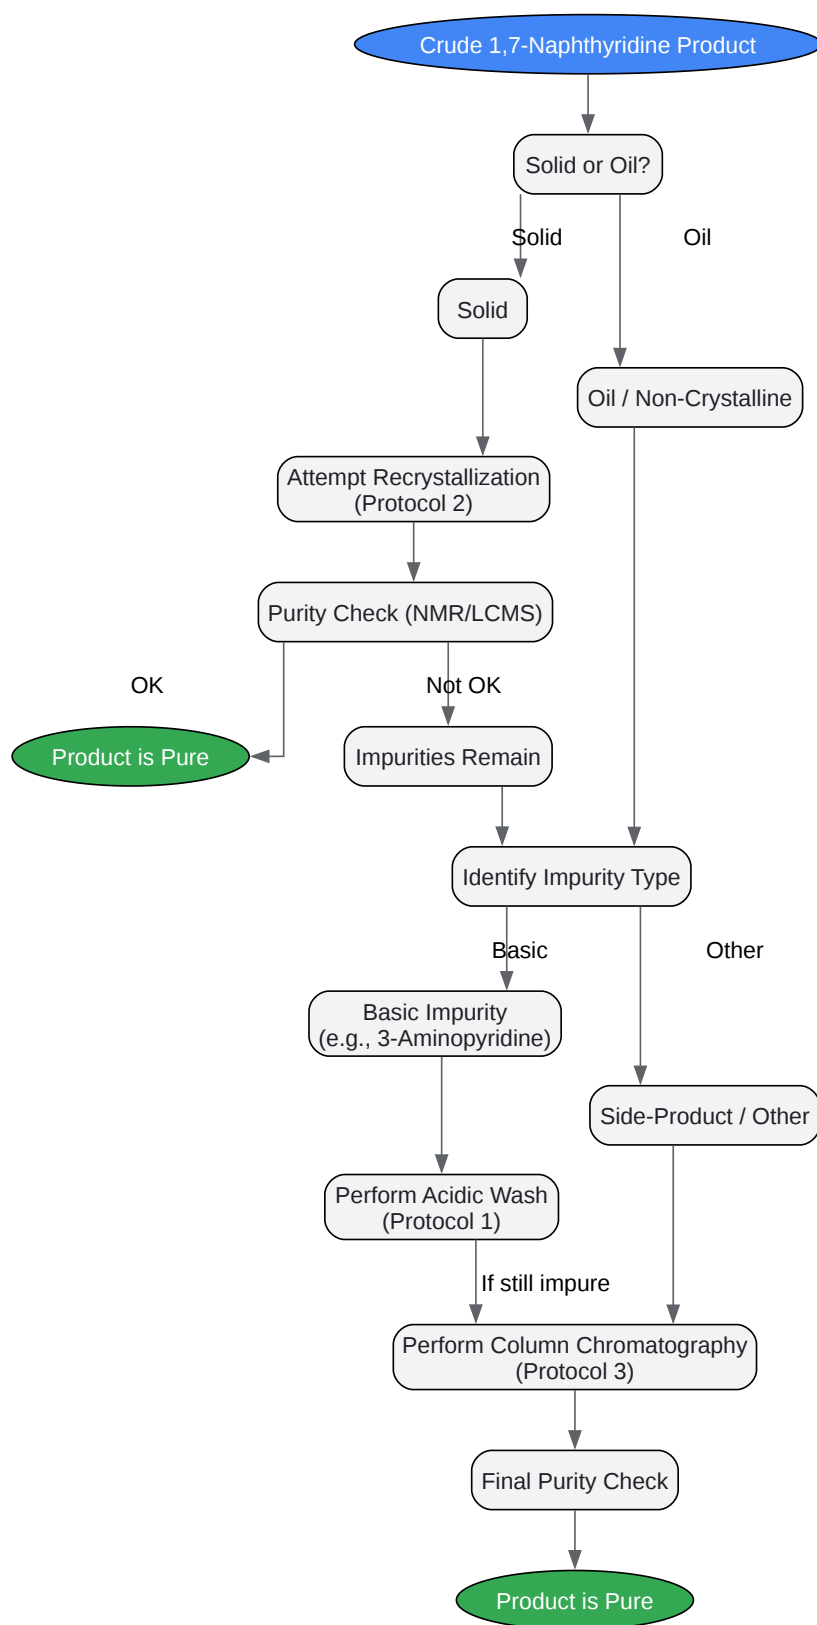 Crude 1,7-Naphthyridine Product
Solid or Oil?
Solid
Oil
Solid
Oil / Non-Crystalline
Attempt Recrystallization
(Protocol 2)
Purity Check (NMR/LCMS)
OK
Not OK
Product is Pure
Impurities Remain
Identify Impurity Type
Basic
Other
Basic Impurity
(e.g., 3-Aminopyridine)
Side-Product / Other
Perform Acidic Wash
(Protocol 1)
If still impure
Perform Column Chromatography
(Protocol 3)
Final Purity Check
Product is Pure